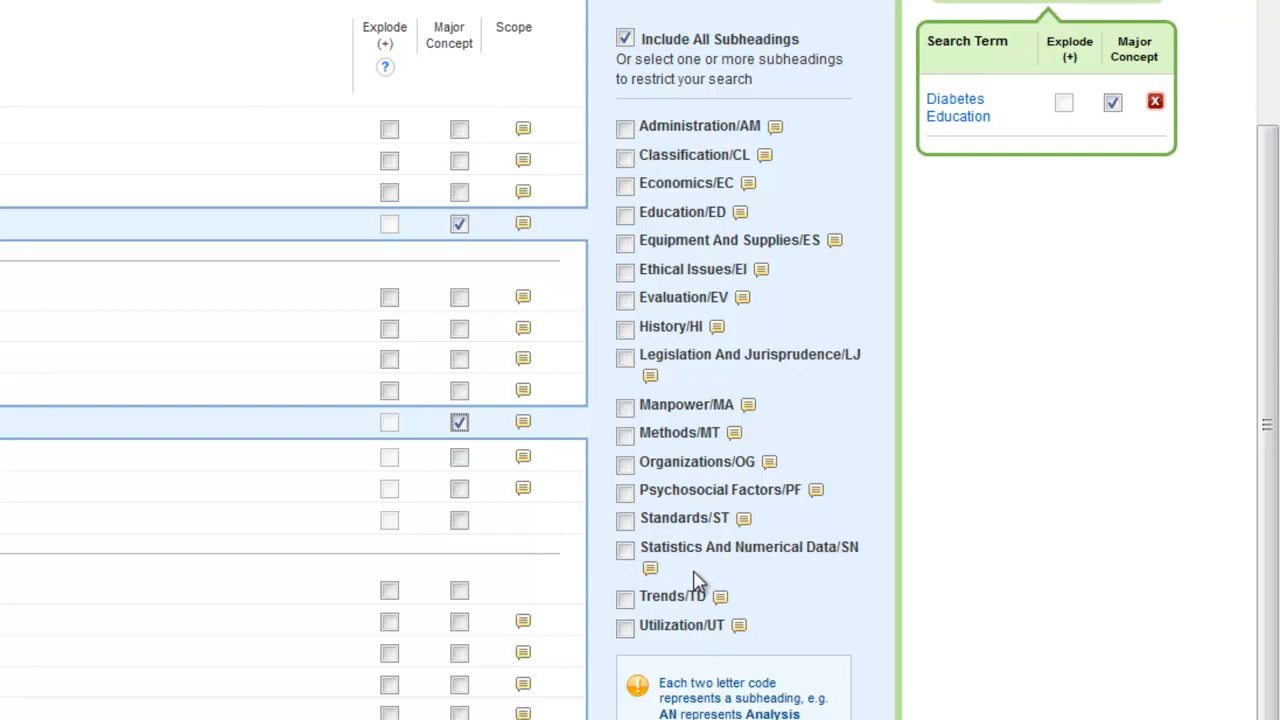 Explode
(+)
?
Major
Concept
Scope
Include All Subheadings
Or select one or more subheadings
to restrict your search
Administration/AM
Classification/CL
Economics/EC
Education/ED
Equipment And Supplies/ES
Ethical Issues/EI
Evaluation/EV
History/HI
Legislation And Jurisprudence/LJ
Manpower/MA
Methods/MT
Organizations/OG
Psychosocial Factors/PF
Standards/ST
Statistics And Numerical Data/SN
Trends/TD
Utilization/UT
Each two letter code
represents a subheading, e.g.
AN represents Analysis
Search Term
Explode
(+)
Major
Concept
Diabetes
Education